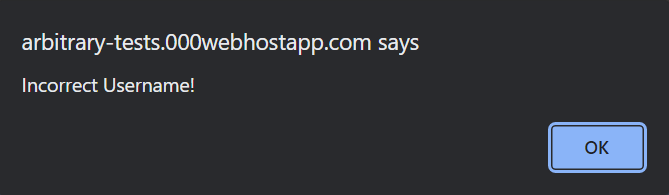 arbitrary-tests.000webhostapp.com says
Incorrect Username!
OK